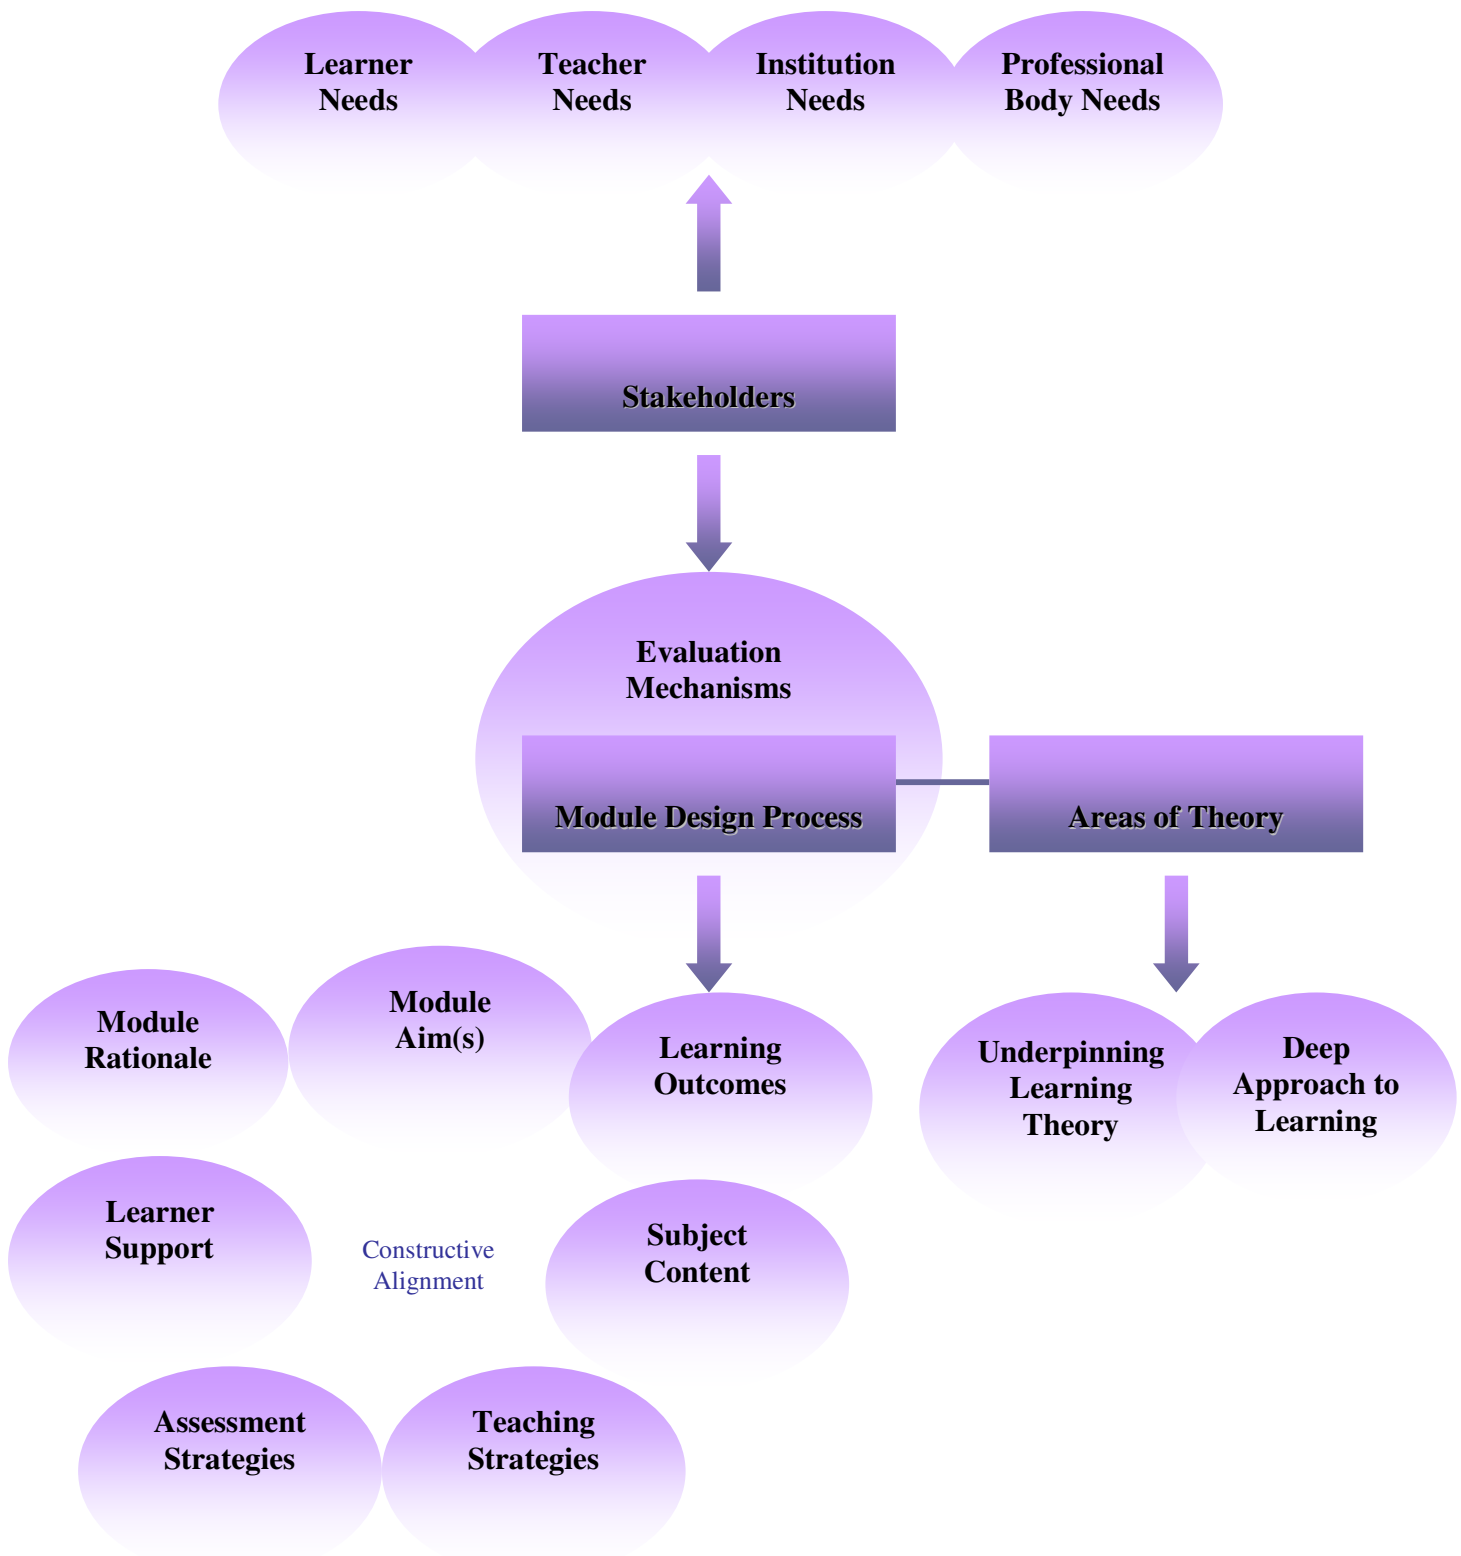 Learner
Needs
Teacher
Needs
Institution
Needs
Professional
Body Needs
Stakeholders
Evaluation
Mechanisms
Module Design Process
Areas of Theory
Module
Rationale
Module
Aim(s)
Learning
Outcomes
Underpinning
Learning
Theory
Deep
Approach to
Learning
Learner
Support
Constructive
Alignment
Subject
Content
Assessment
Strategies
Teaching
Strategies